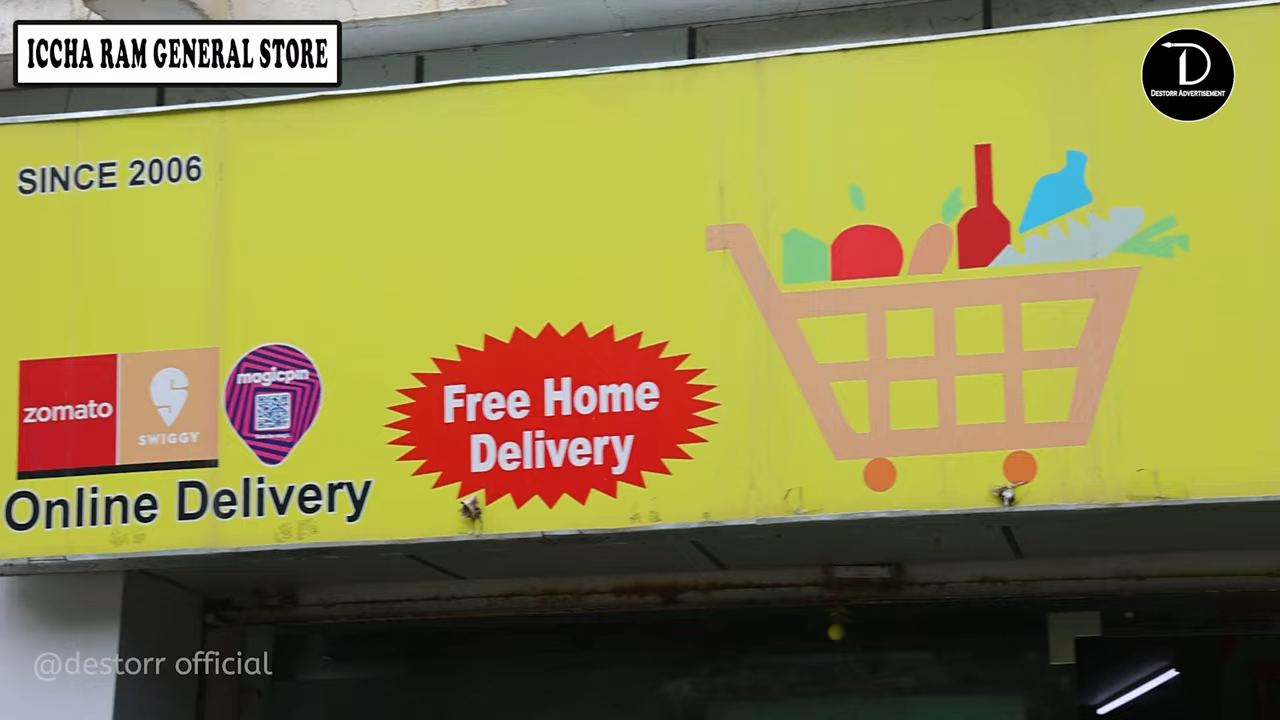 ICCHA RAM GENERAL STORE
D
DESTORR ADVERTISEMENT
SINCE 2006
zomato
SWIGGY
magicpin
Free Home
Delivery
Online Delivery
@destorr official